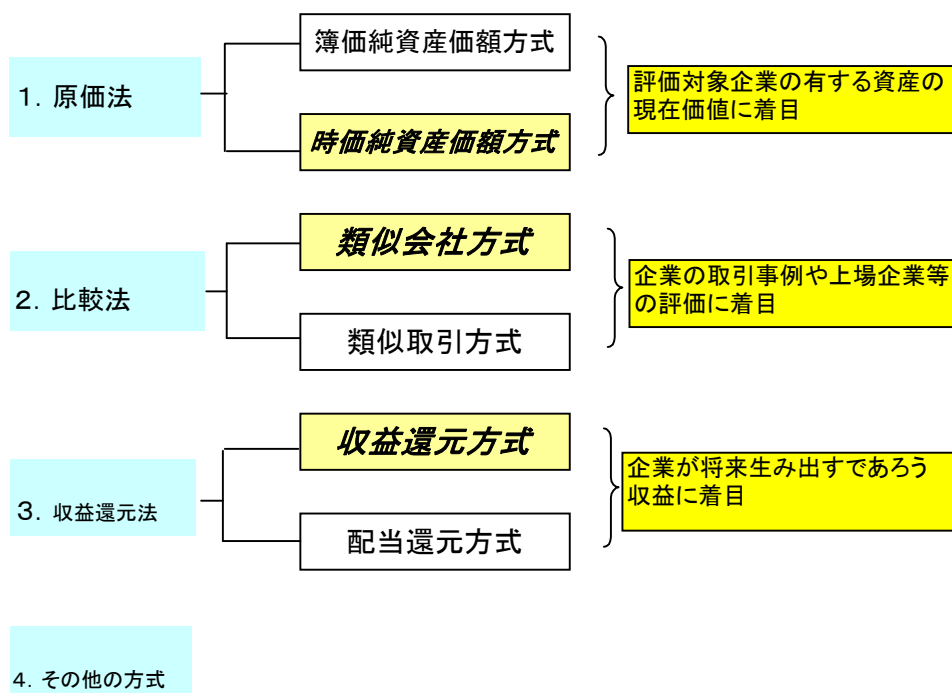 1. 原価法
簿価純資産価額方式
時価純資産価額方式
評価対象企業の有する資産の
現在価値に着目
2. 比較法
類似会社方式
類似取引方式
企業の取引事例や上場企業等
の評価に着目
3. 収益還元法
収益還元方式
配当還元方式
企業が将来生み出すであろう
収益に着目
4. その他の方式